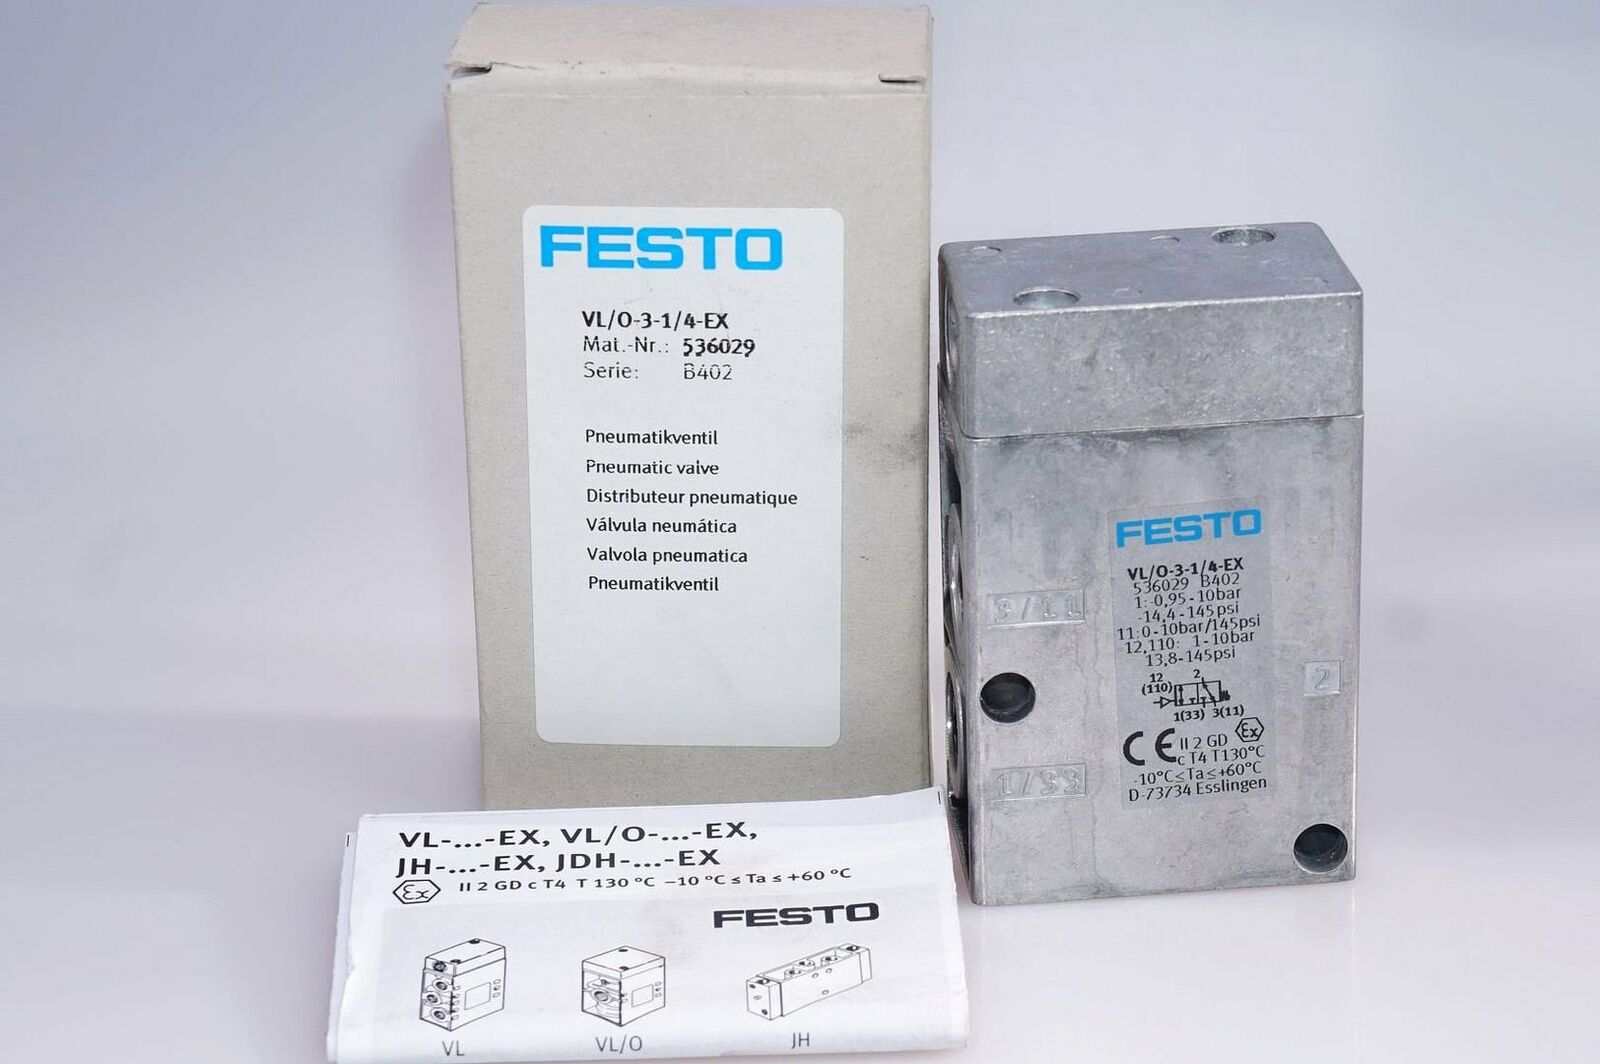 FESTO
VL/O-3-1/4-EX
Mat.-Nr.: 536029
Serie: B402
Pneumatikventil
Pneumatic valve
Distributeur pneumatique
Válvula neumática
Valvola pneumatica
Pneumatikventil
FESTO
VL/O-3-1/4-EX
536029 B402
1:-0,95-10bar
-14,4-145psi
11:0-10bar/145psi
12,110: 1-10bar
13,8-145psi
12 2
(110)
1(33) 3(11)
CE II 2 GD Ex
c T4 T130°C
-10°C≤Ta≤+60°C
D-73734 Esslingen
3/11
2
1/33
VL-...-EX, VL/O-...-EX,
JH-...-EX, JDH-...-EX
Ex II 2 GD c T4 T 130 °C –10 °C ≤ Ta ≤ +60 °C
FESTO
VL VL/O JH